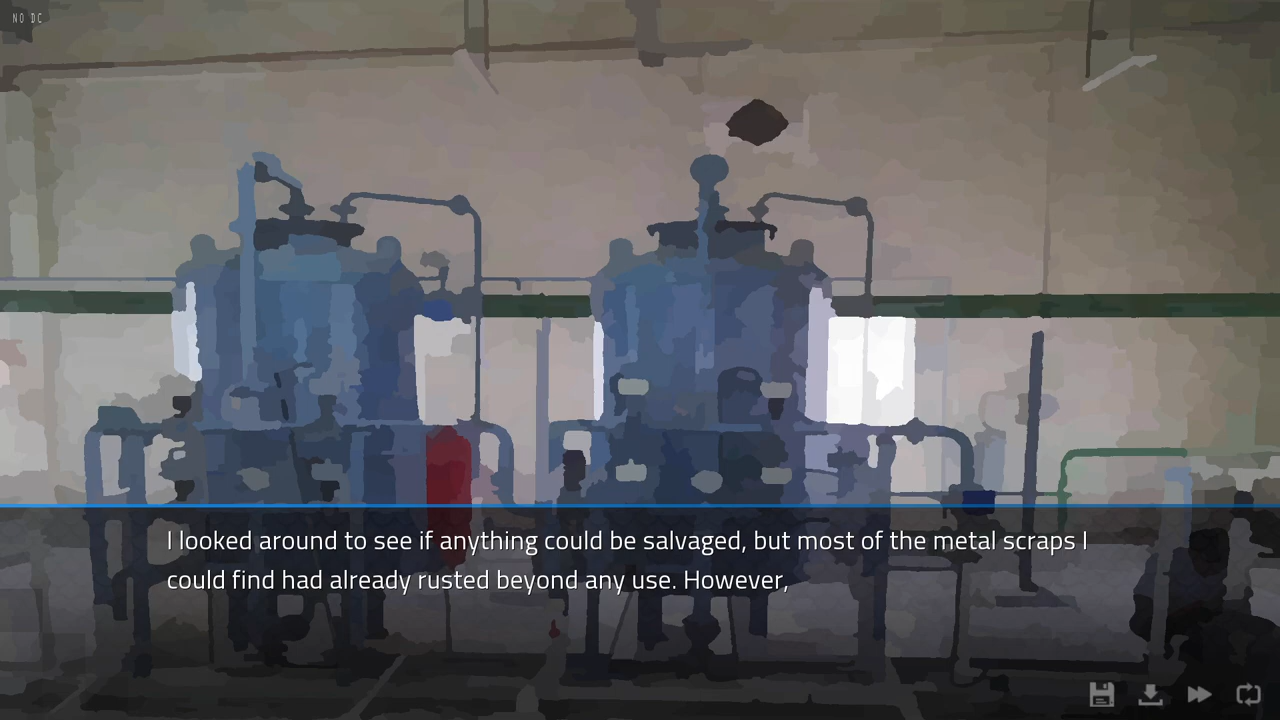 NO DC
I looked around to see if anything could be salvaged, but most of the metal scraps I
could find had already rusted beyond any use. However,